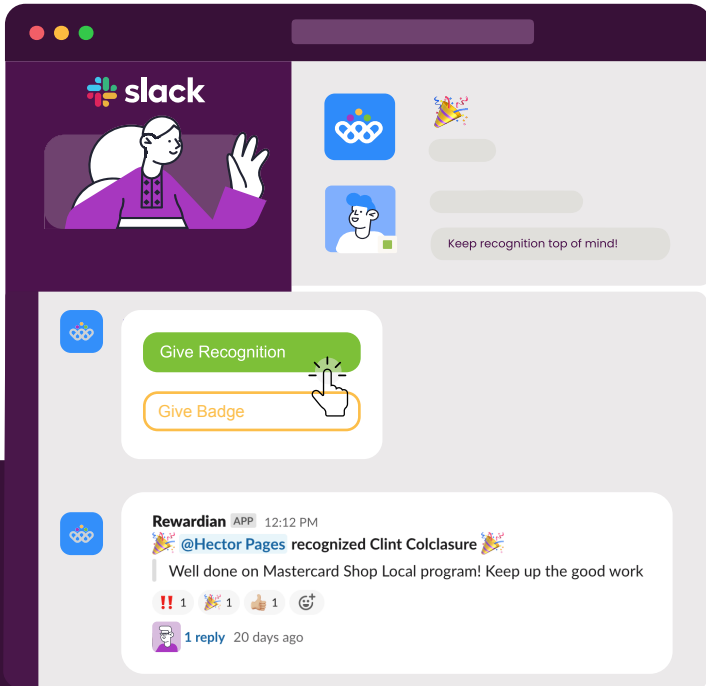 slack
Keep recognition top of mind!
Give Recognition
Give Badge
Rewardian APP 12:12 PM
@Hector Pages recognized Clint Colclasure
Well done on Mastercard Shop Local program! Keep up the good work
1 1 1
1 reply 20 days ago